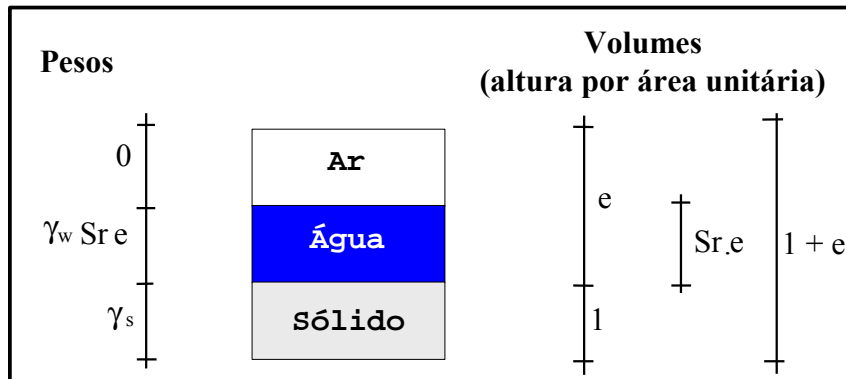 Pesos
Volumes
(altura por área unitária)
0
Ar
e
γw Sr e
Água
Sr.e
1 + e
γs
Sólido
1